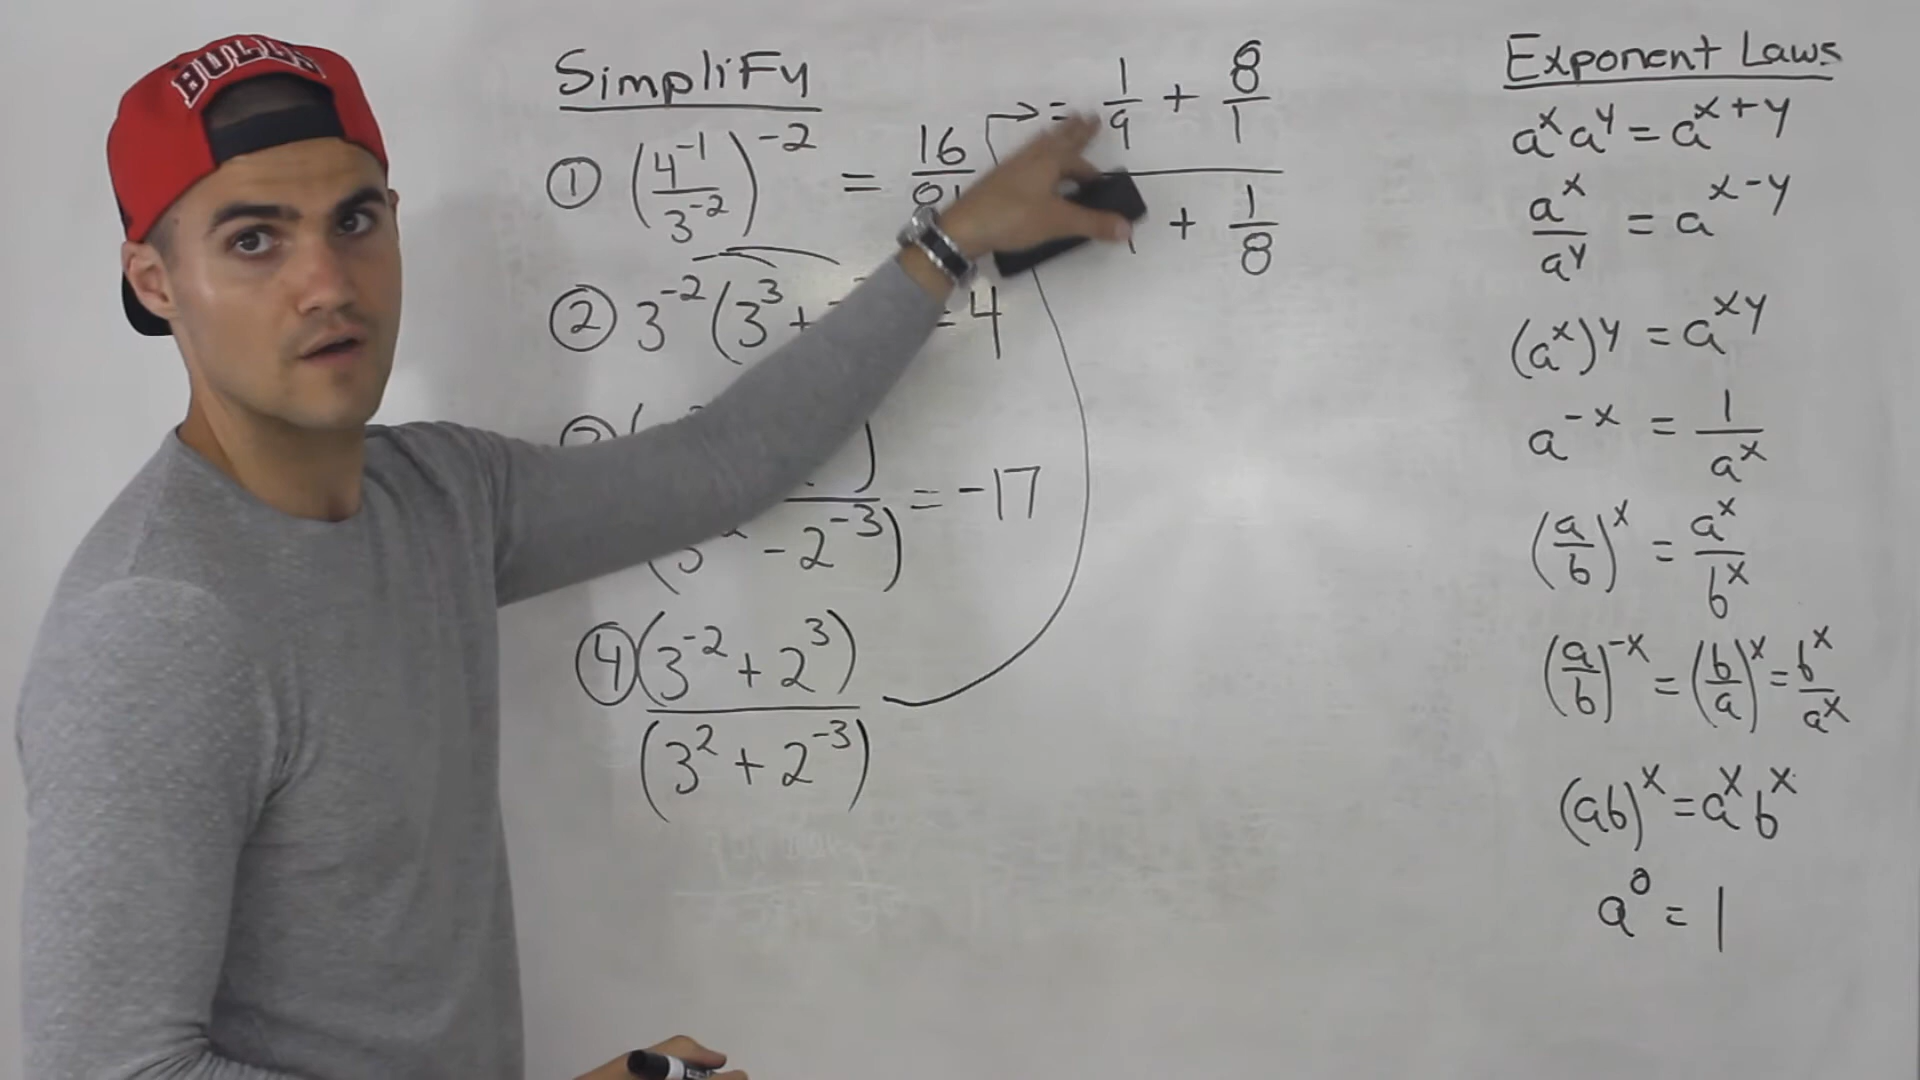 BULLS
Simplify
① (4⁻¹/3⁻²)⁻² = 16/81
② 3⁻²(3³ + = 4
③ ( )/(3² - 2⁻³) = -17
④ (3⁻² + 2³)/(3² + 2⁻³)
= (1/9 + 8/1)/( + 1/8)
Exponent Laws
aˣaʸ = aˣ⁺ʸ
aˣ/aʸ = aˣ⁻ʸ
(aˣ)ʸ = aˣʸ
a⁻ˣ = 1/aˣ
(a/b)ˣ = aˣ/bˣ
(a/b)⁻ˣ = (b/a)ˣ = bˣ/aˣ
(ab)ˣ = aˣbˣ
a⁰ = 1